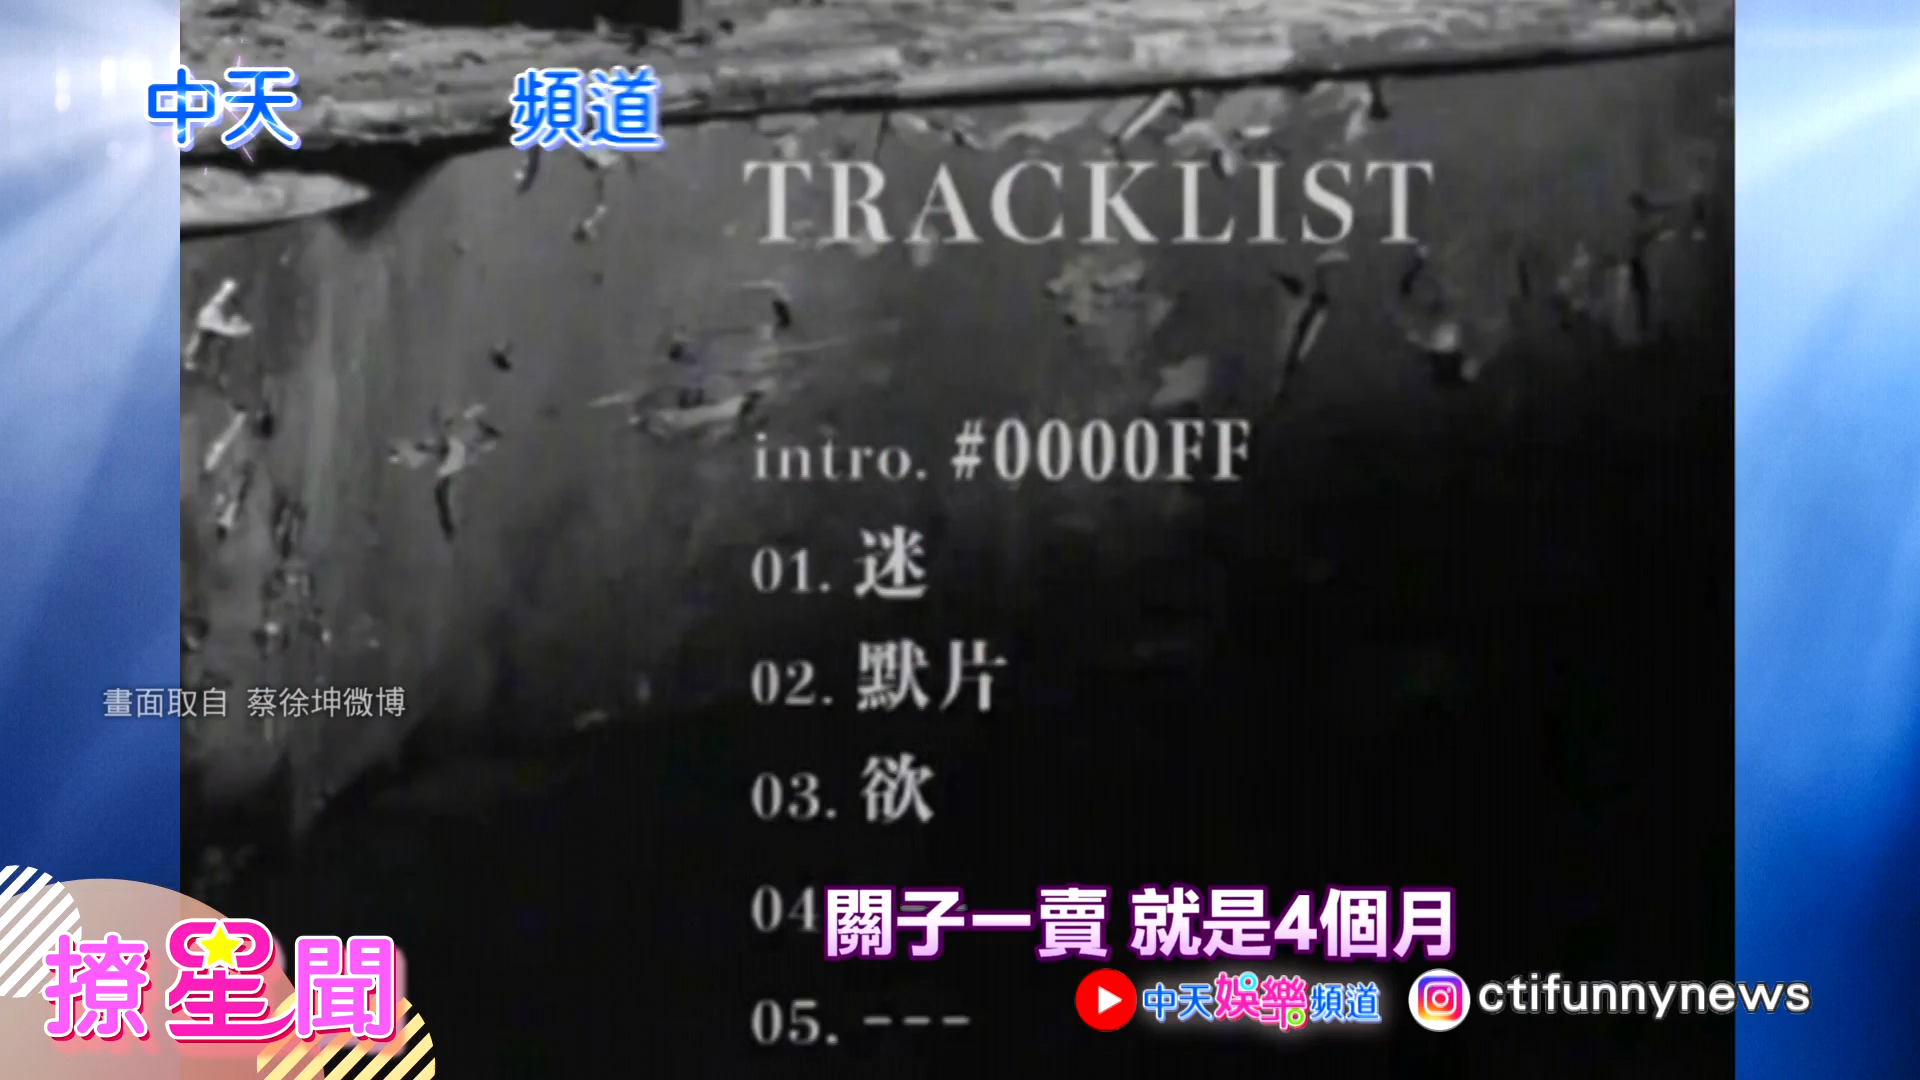 中天 頻道
TRACKLIST
intro. #0000FF
01. 迷
02. 默片
畫面取自 蔡徐坤微博
03. 欲
04
關子一賣 就是4個月
05. ---
撩星聞
中天娛樂頻道
ctifunnynews